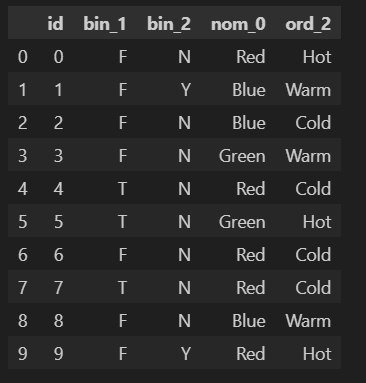 id bin_1 bin_2 nom_0 ord_2
0 0 F N Red Hot
1 1 F Y Blue Warm
2 2 F N Blue Cold
3 3 F N Green Warm
4 4 T N Red Cold
5 5 T N Green Hot
6 6 F N Red Cold
7 7 T N Red Cold
8 8 F N Blue Warm
9 9 F Y Red Hot